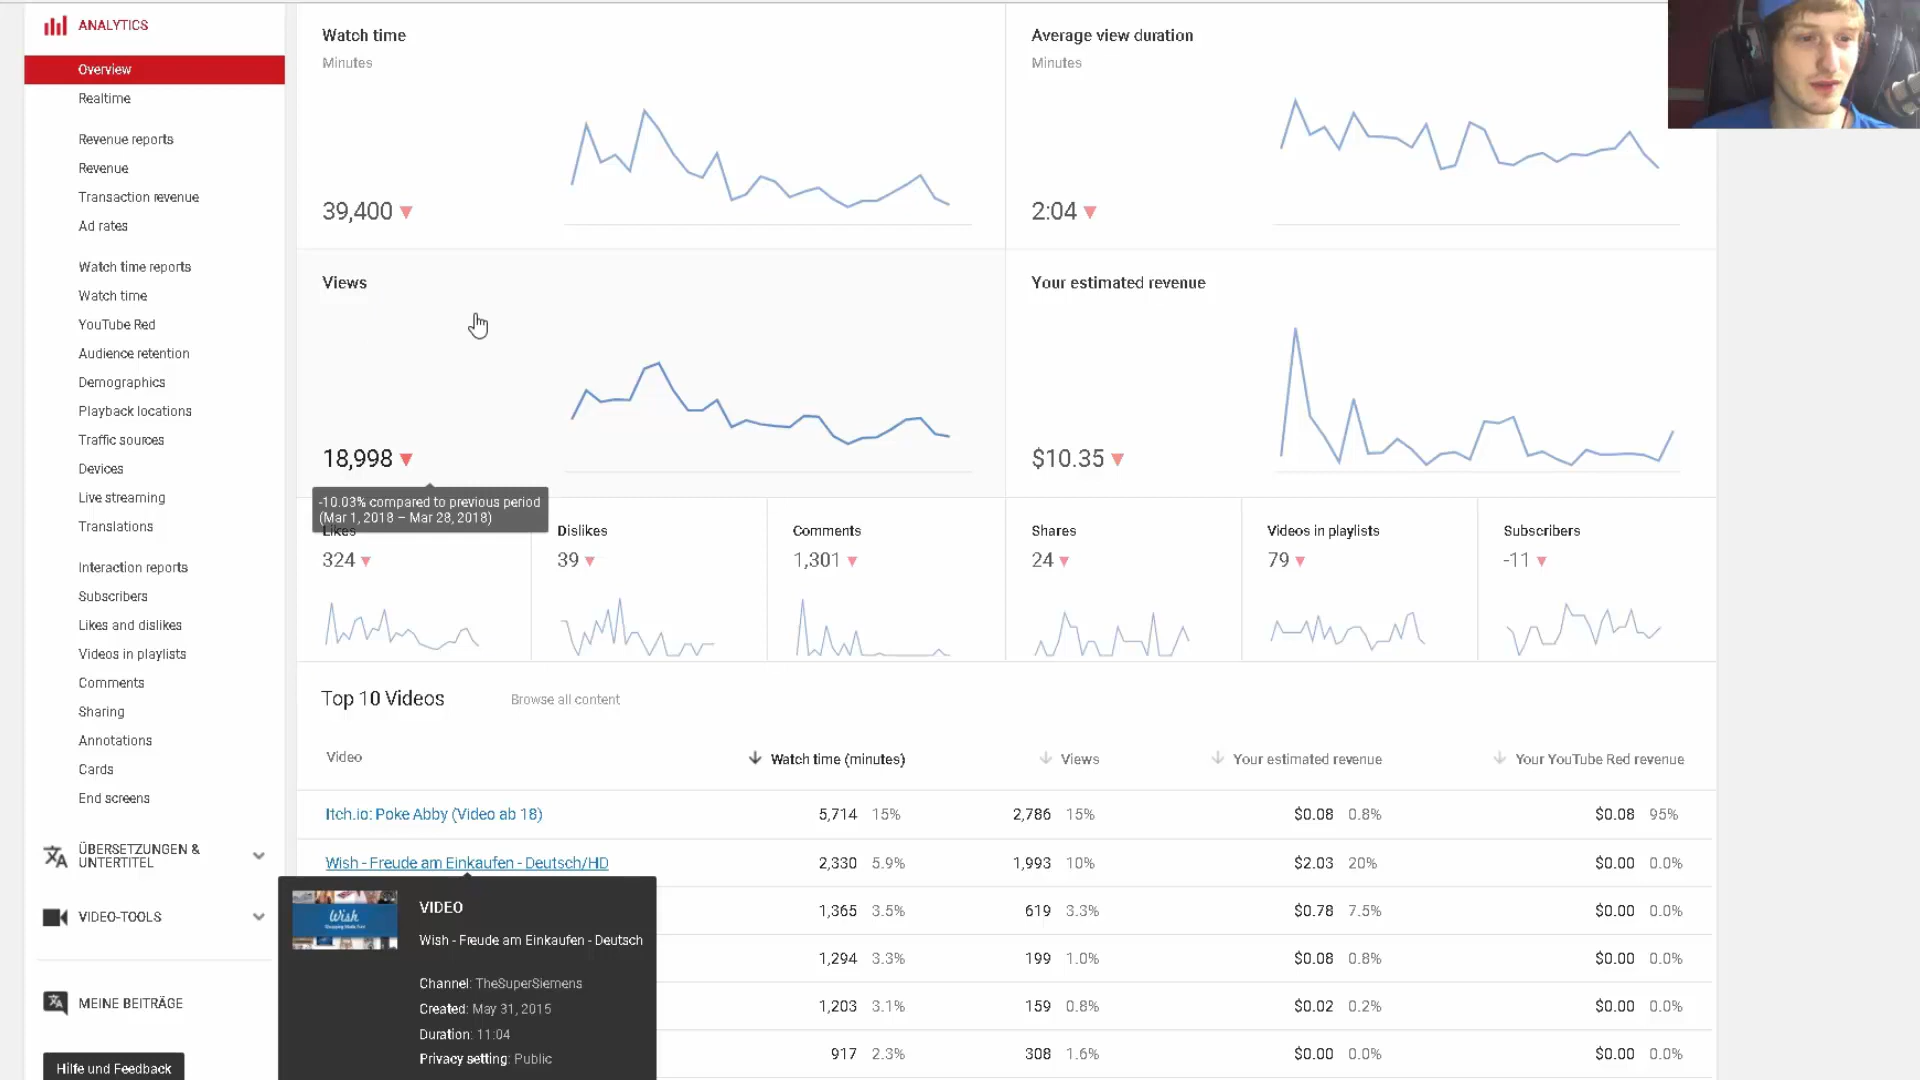 ANALYTICS
Overview
Realtime
Revenue reports
Revenue
Transaction revenue
Ad rates
Watch time reports
Watch time
YouTube Red
Audience retention
Demographics
Playback locations
Traffic sources
Devices
Live streaming
Translations
Interaction reports
Subscribers
Likes and dislikes
Videos in playlists
Comments
Sharing
Annotations
Cards
End screens
ÜBERSETZUNGEN &
UNTERTITEL
VIDEO-TOOLS
MEINE BEITRÄGE
Hilfe und Feedback
Watch time
Minutes
39,400
Average view duration
Minutes
2:04
Views
18,998
Your estimated revenue
$10.35
-10.03% compared to previous period
(Mar 1, 2018 – Mar 28, 2018)
Likes
324
Dislikes
39
Comments
1,301
Shares
24
Videos in playlists
79
Subscribers
-11
Top 10 Videos Browse all content
Video Watch time (minutes) Views Your estimated revenue Your YouTube Red revenue
Itch.io: Poke Abby (Video ab 18) 5,714 15% 2,786 15% $0.08 0.8% $0.08 95%
Wish - Freude am Einkaufen - Deutsch/HD 2,330 5.9% 1,993 10% $2.03 20% $0.00 0.0%
1,365 3.5% 619 3.3% $0.78 7.5% $0.00 0.0%
1,294 3.3% 199 1.0% $0.08 0.8% $0.00 0.0%
1,203 3.1% 159 0.8% $0.02 0.2% $0.00 0.0%
917 2.3% 308 1.6% $0.00 0.0% $0.00 0.0%
Wish
VIDEO
Wish - Freude am Einkaufen - Deutsch
Channel: TheSuperSiemens
Created: May 31, 2015
Duration: 11:04
Privacy setting: Public